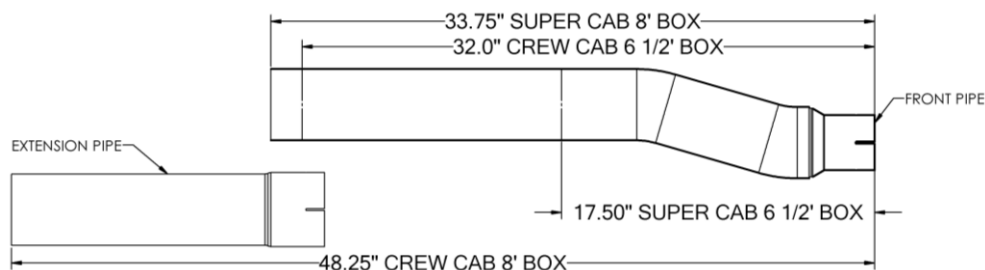 33.75" SUPER CAB 8' BOX
32.0" CREW CAB 6 1/2' BOX
FRONT PIPE
EXTENSION PIPE
17.50" SUPER CAB 6 1/2' BOX
48.25" CREW CAB 8' BOX